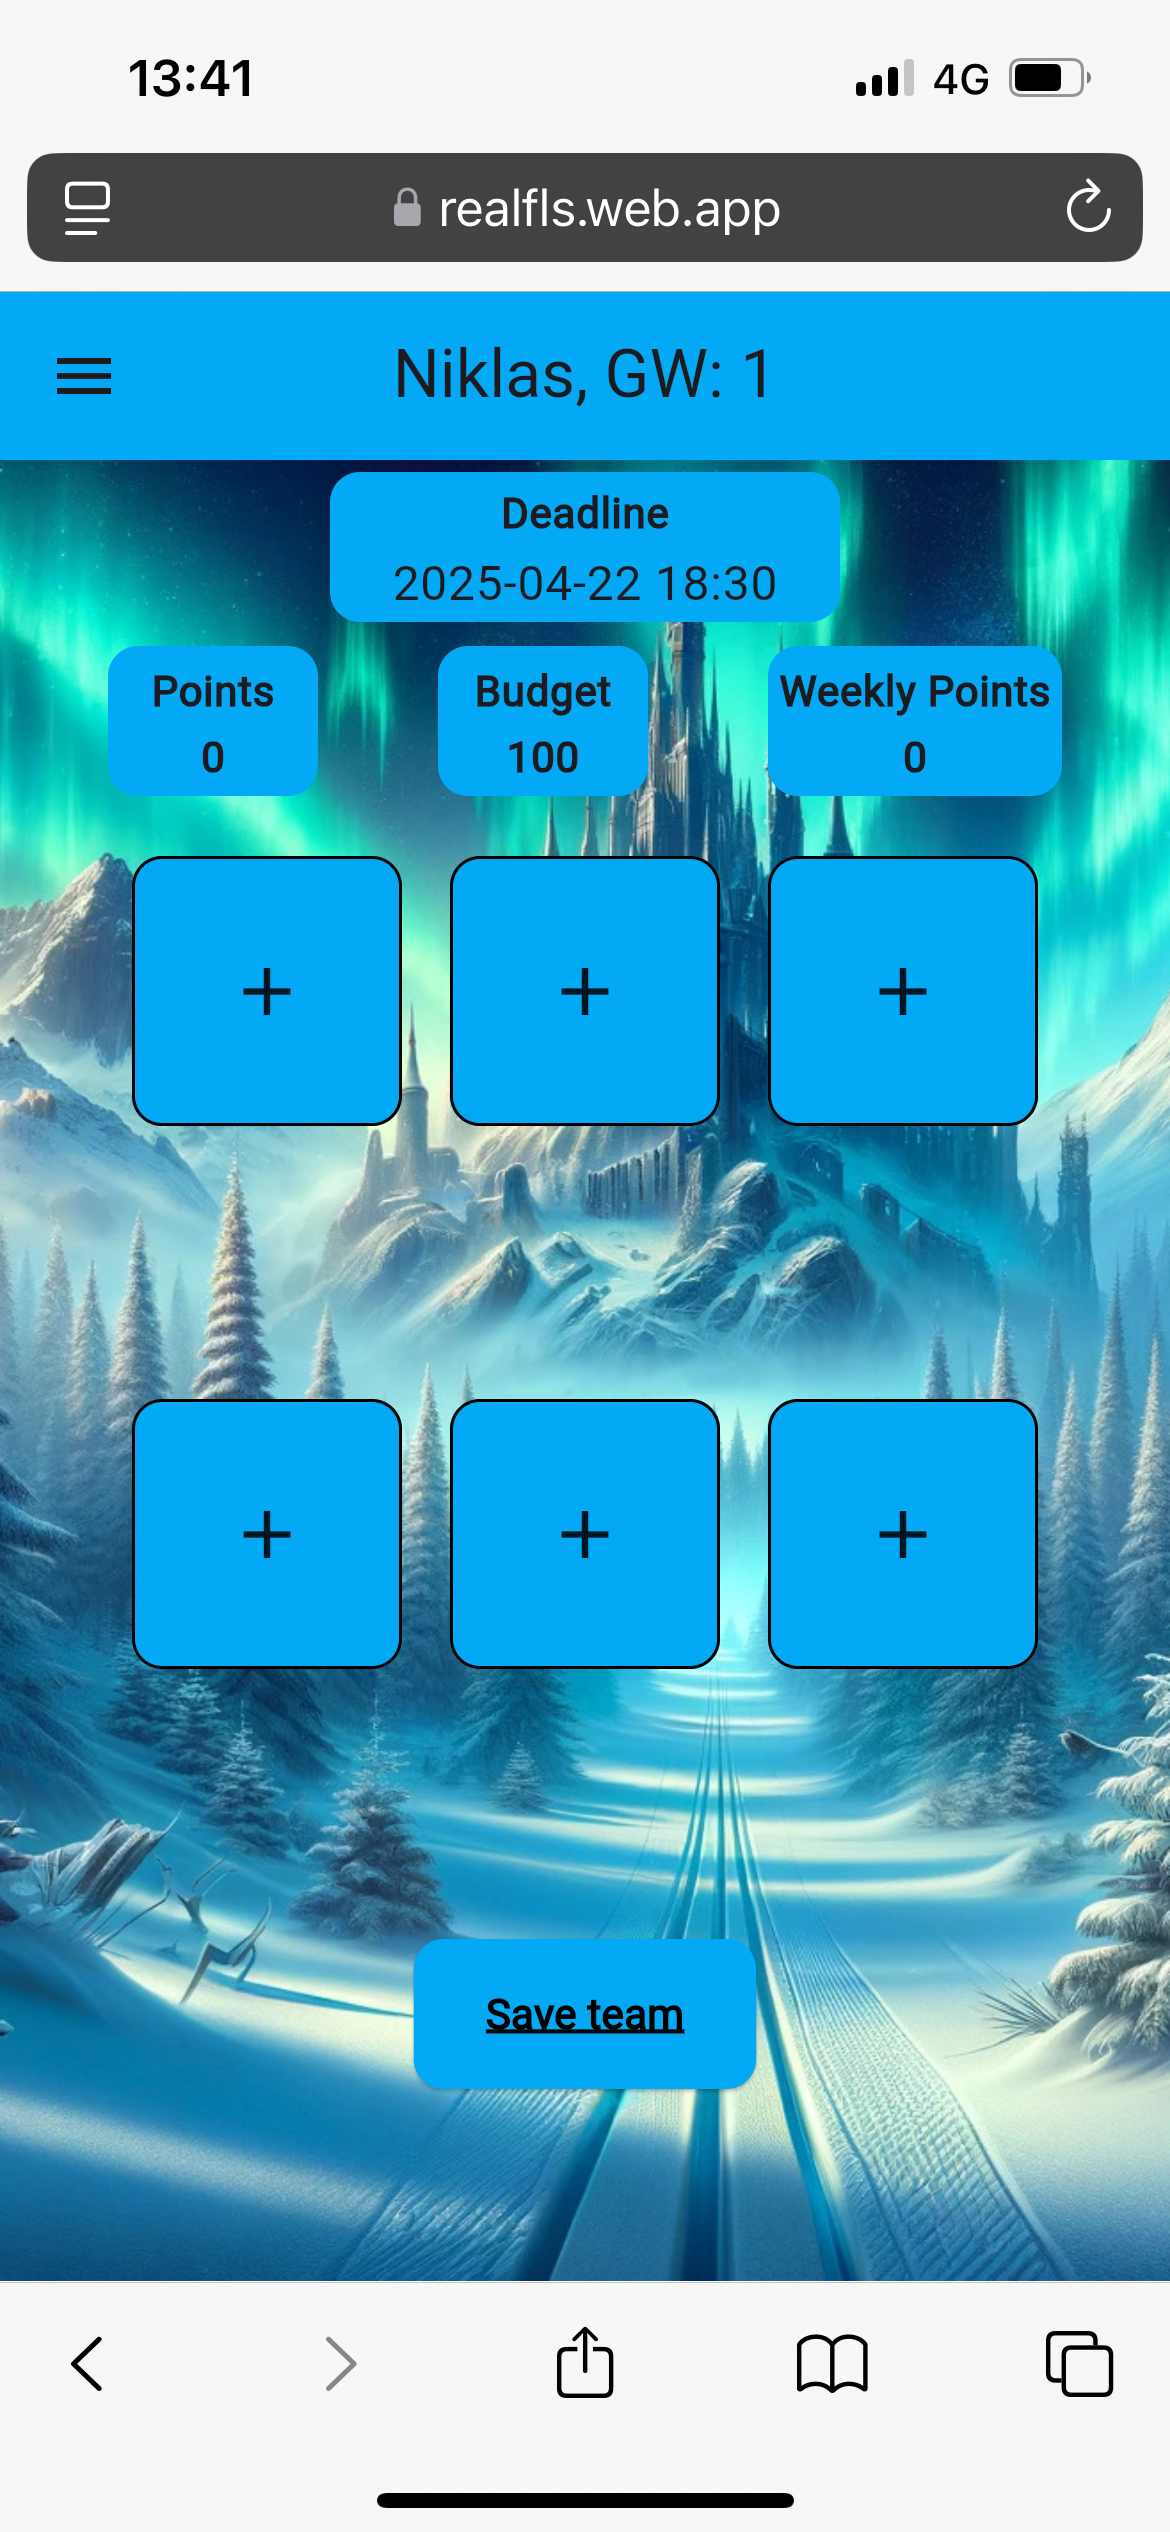 13:41
4G
realfls.web.app
Niklas, GW: 1
Deadline
2025-04-22 18:30
Points
0
Budget
100
Weekly Points
0
+
+
+
+
+
+
Save team